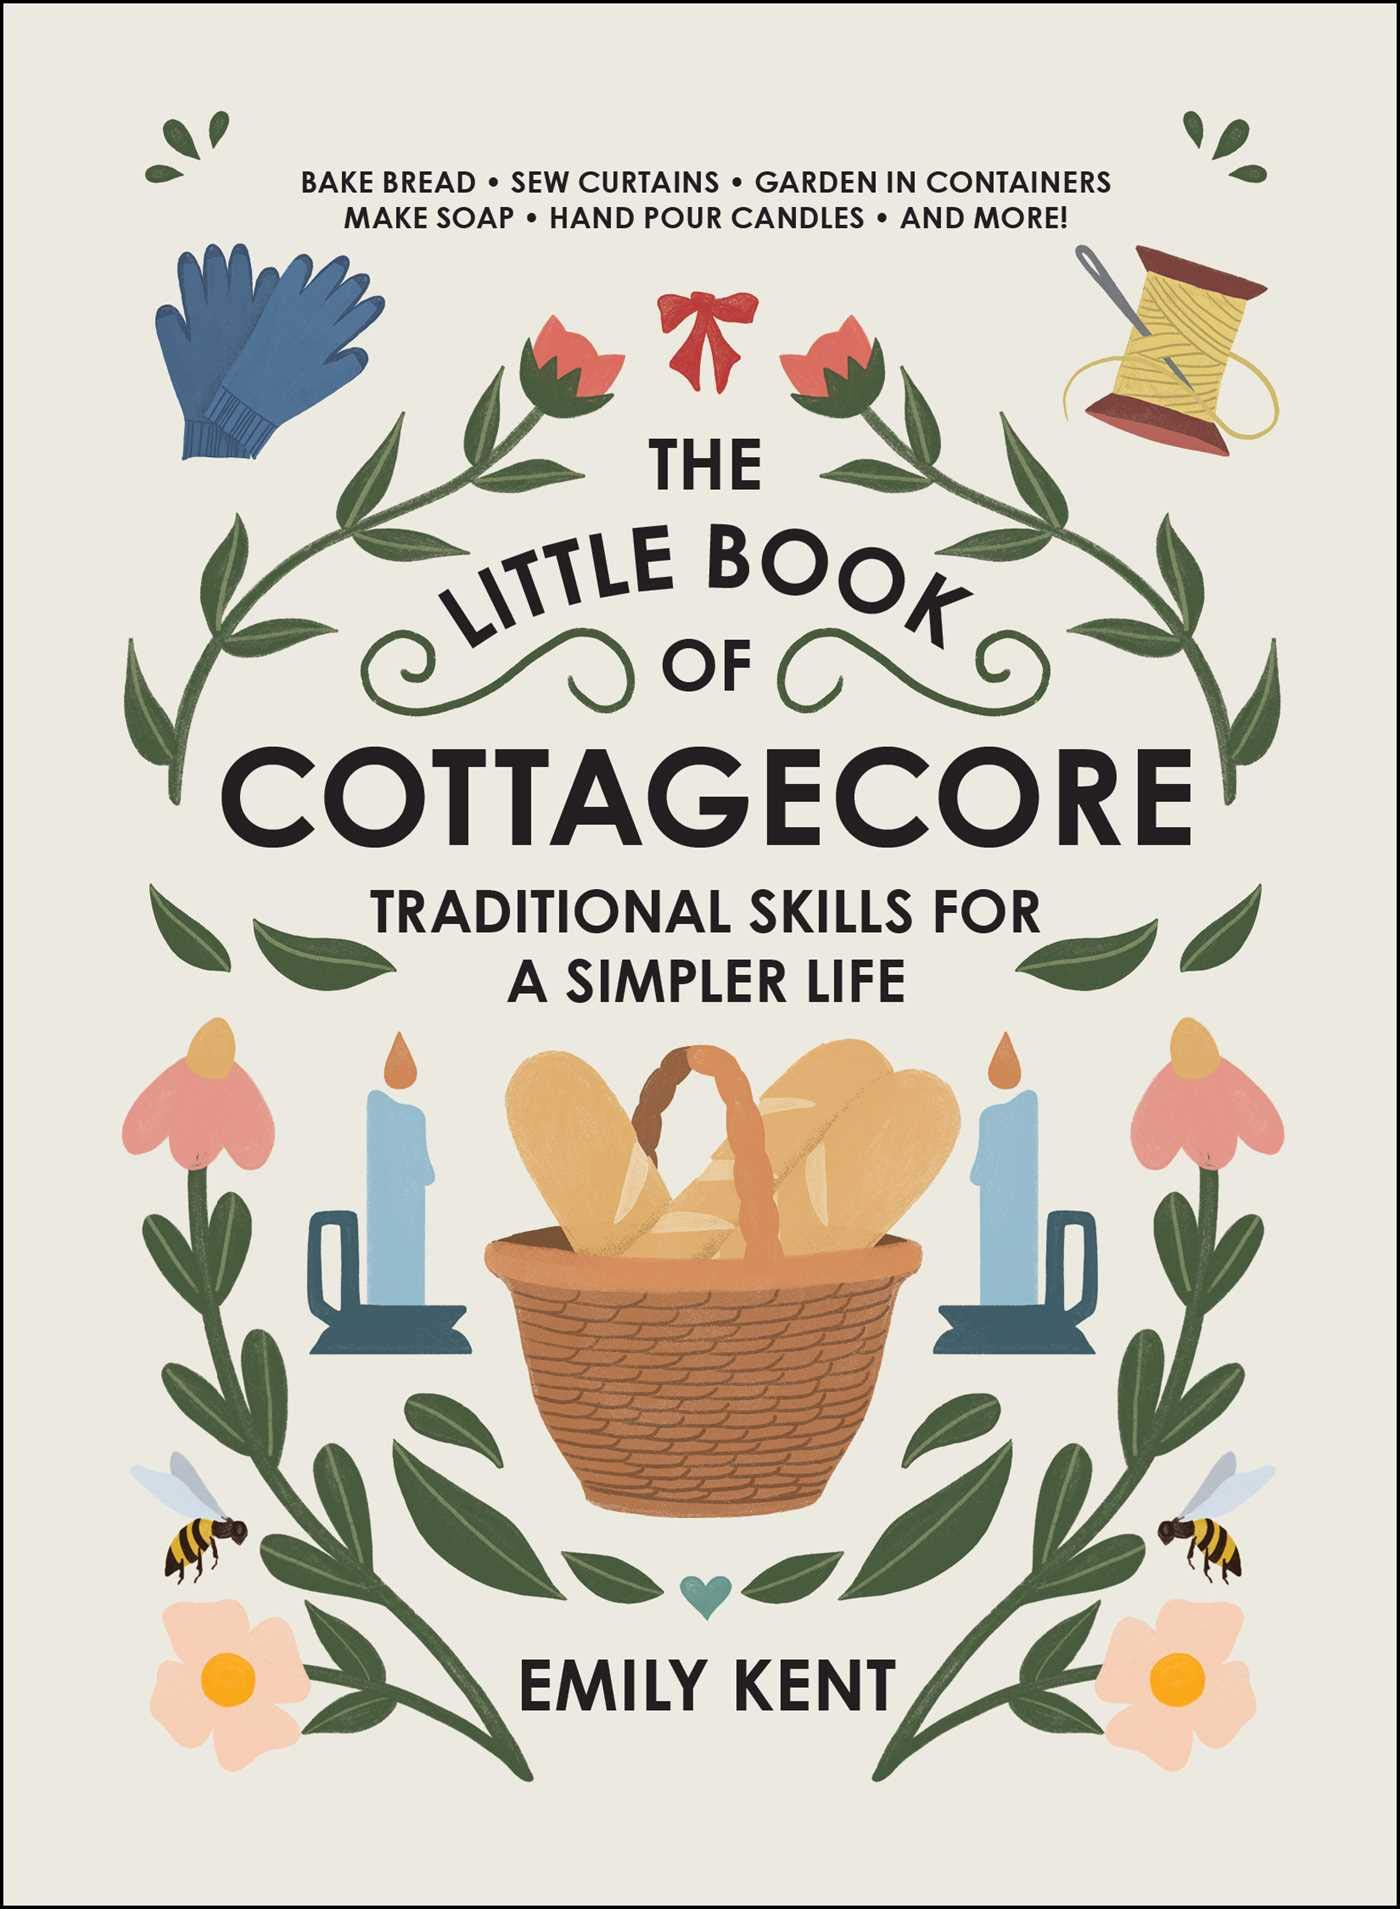 BAKE BREAD • SEW CURTAINS • GARDEN IN CONTAINERS
MAKE SOAP • HAND POUR CANDLES • AND MORE!
THE
LITTLE BOOK
OF
COTTAGECORE
TRADITIONAL SKILLS FOR
A SIMPLER LIFE
EMILY KENT